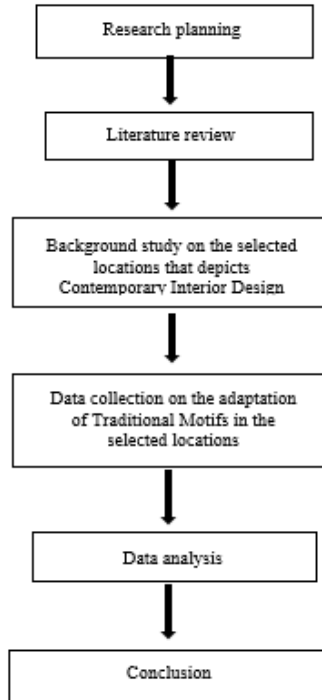 Research planning
Literature review
Background study on the selected
locations that depicts
Contemporary Interior Design
Data collection on the adaptation
of Traditional Motifs in the
selected locations
Data analysis
Conclusion